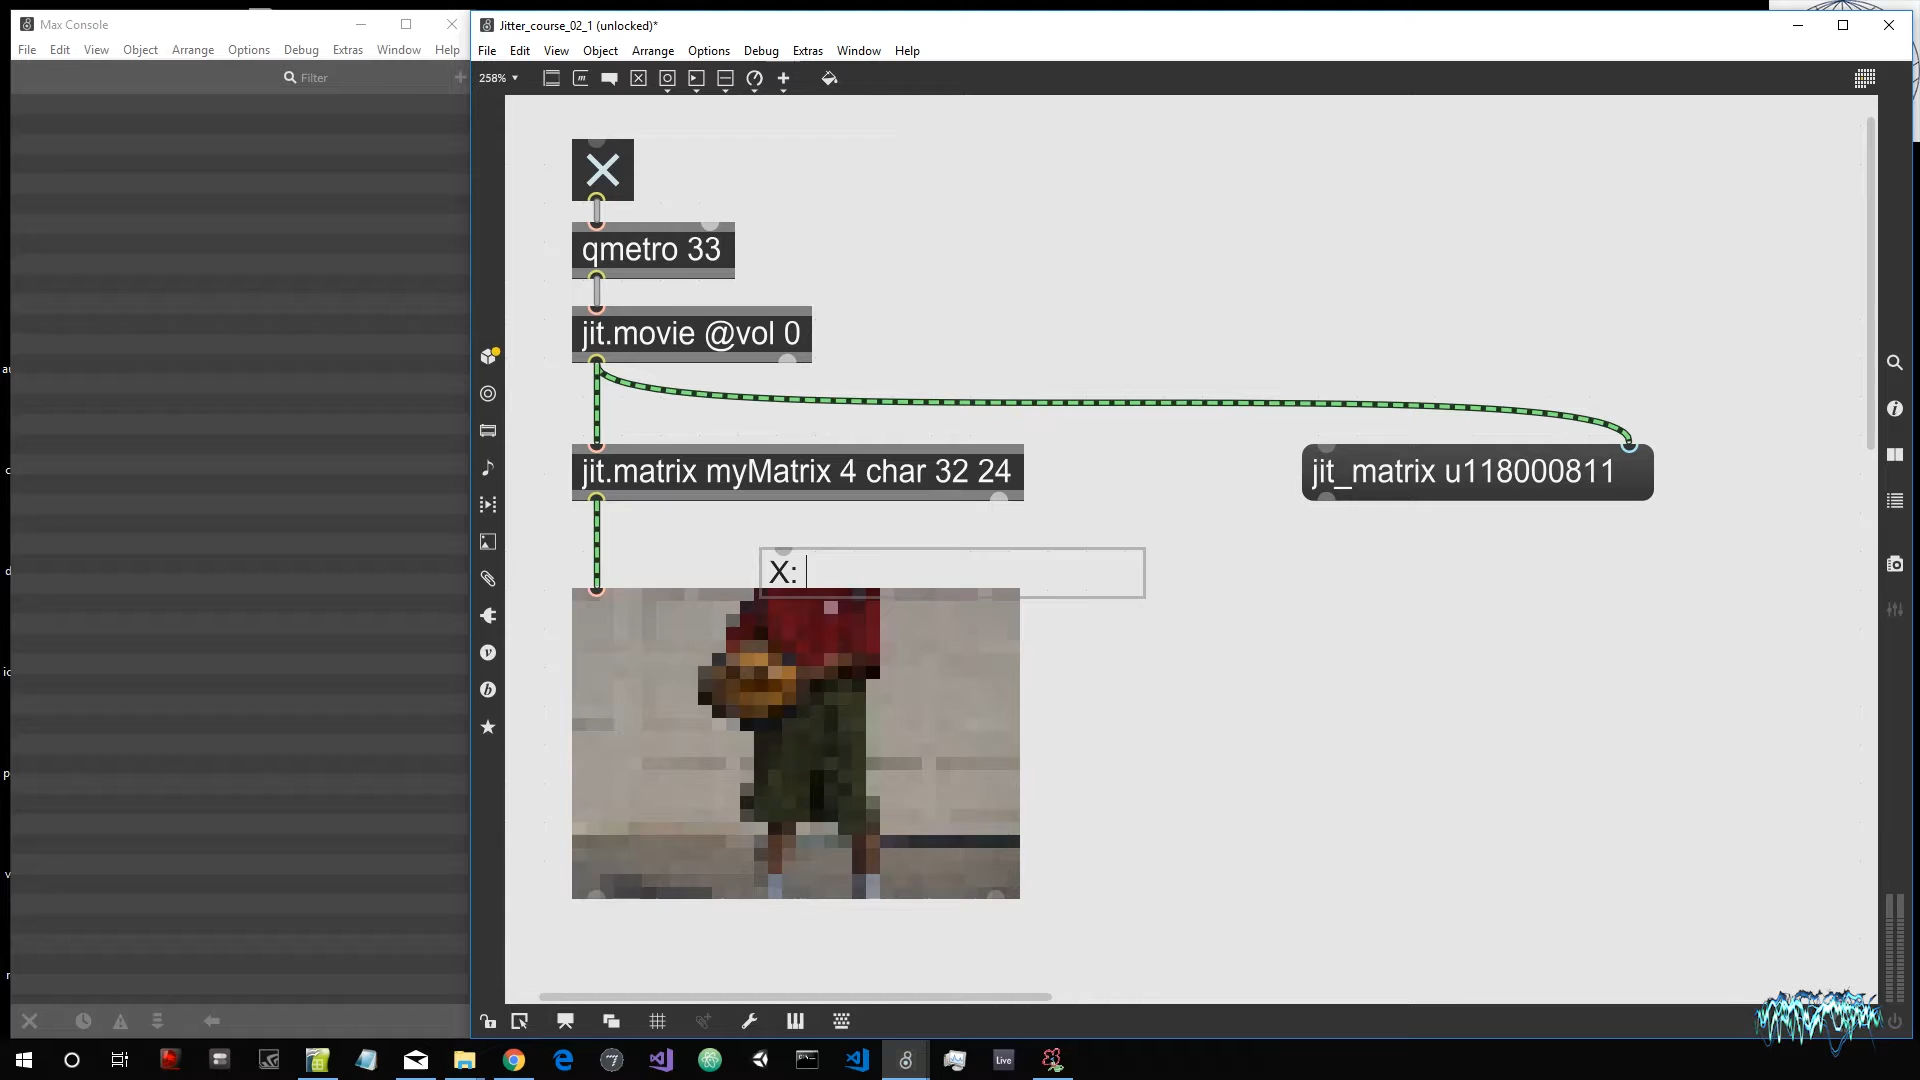 Max Console
File Edit View Object Arrange Options Debug Extras Window Help
Filter
Jitter_course_02_1 (unlocked)*
File Edit View Object Arrange Options Debug Extras Window Help
258%
qmetro 33
jit.movie @vol 0
jit.matrix myMatrix 4 char 32 24
jit_matrix u118000811
X:
Live